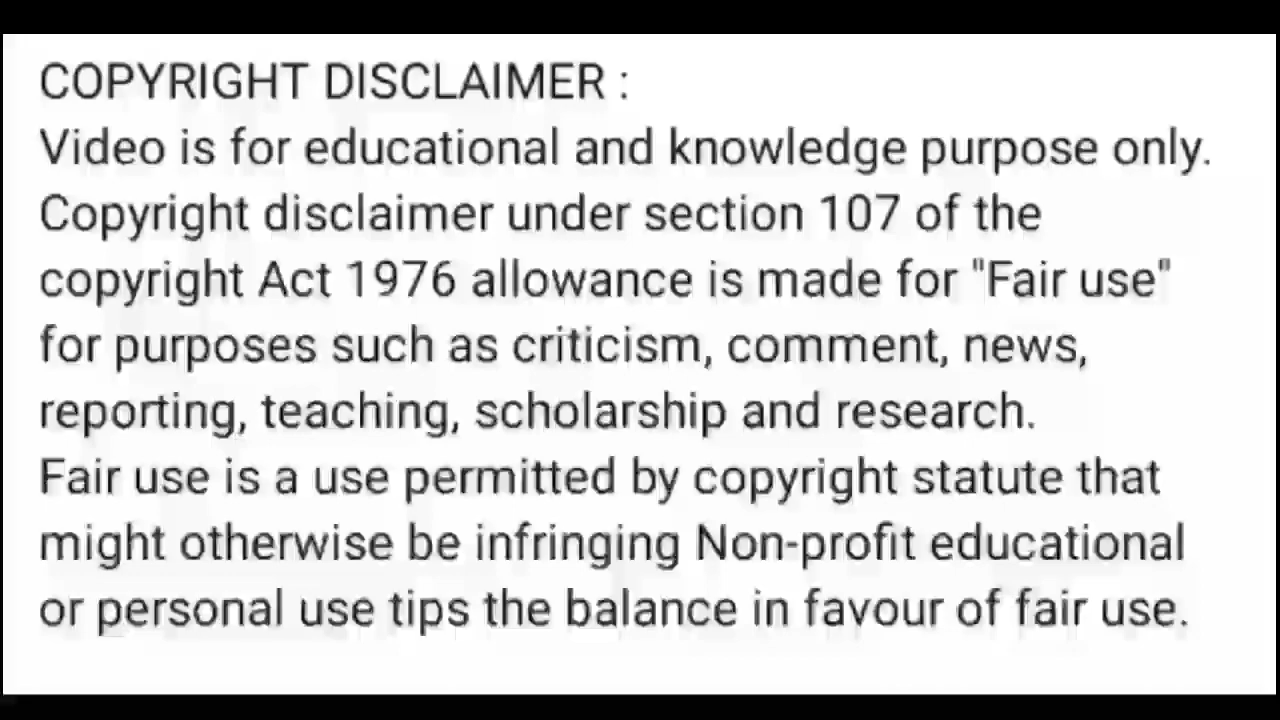 COPYRIGHT DISCLAIMER :
Video is for educational and knowledge purpose only.
Copyright disclaimer under section 107 of the
copyright Act 1976 allowance is made for "Fair use"
for purposes such as criticism, comment, news,
reporting, teaching, scholarship and research.
Fair use is a use permitted by copyright statute that
might otherwise be infringing Non-profit educational
or personal use tips the balance in favour of fair use.